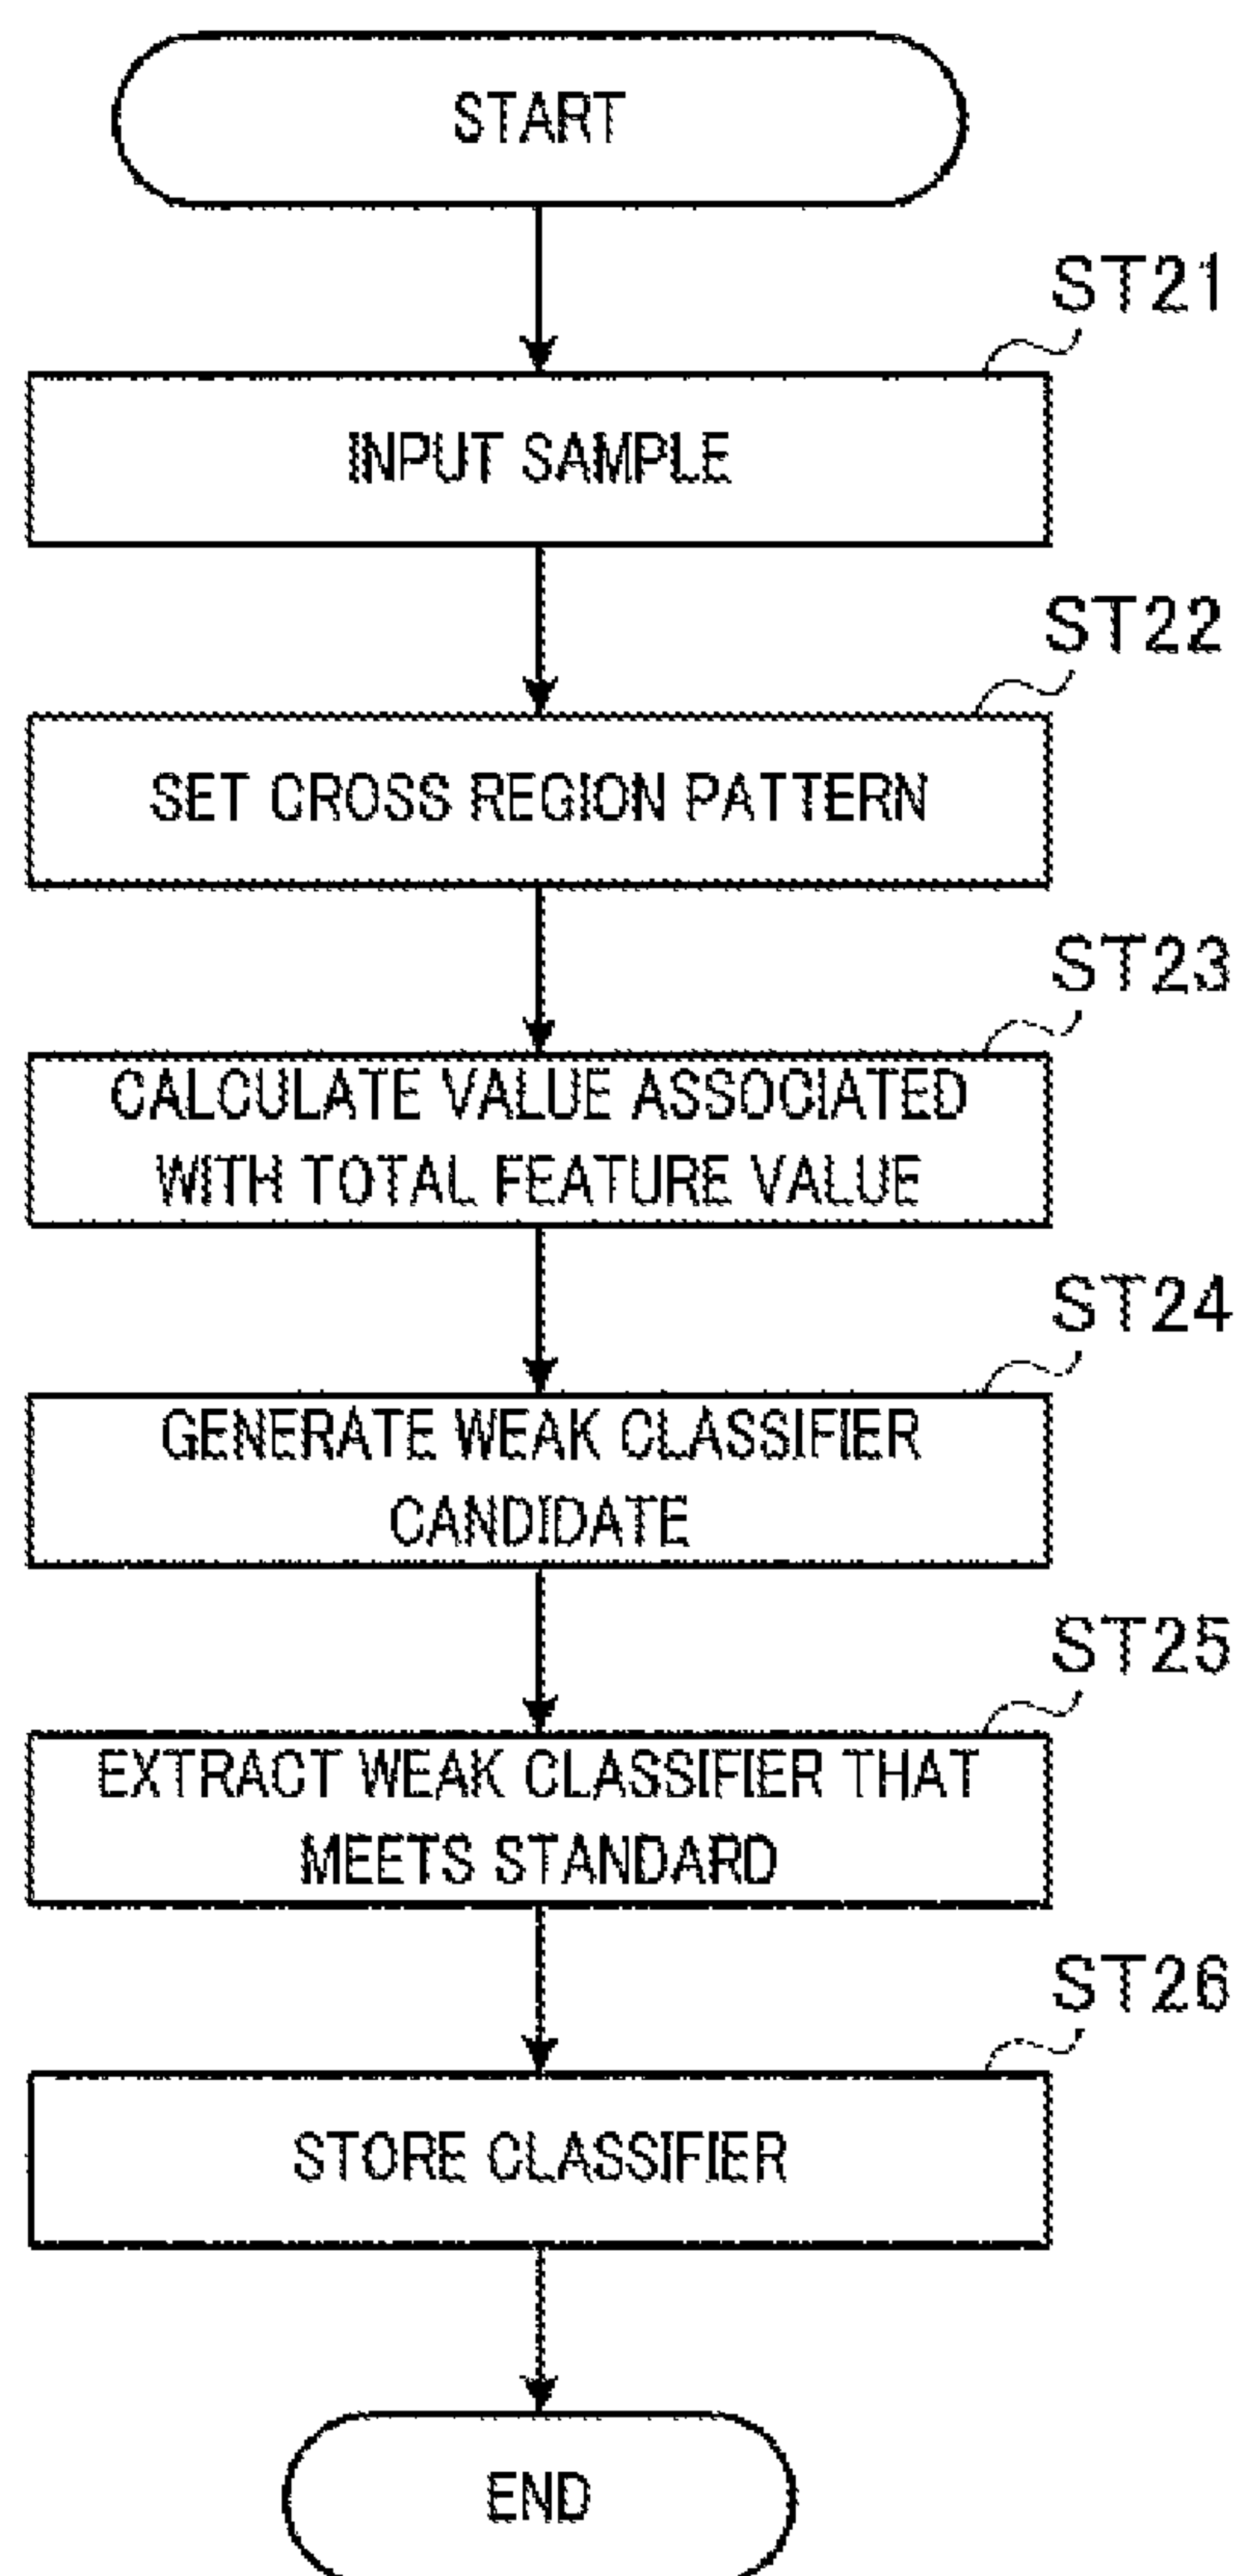 START
ST21
INPUT SAMPLE
ST22
SET CROSS REGION PATTERN
ST23
CALCULATE VALUE ASSOCIATED
WITH TOTAL FEATURE VALUE
ST24
GENERATE WEAK CLASSIFIER
CANDIDATE
ST25
EXTRACT WEAK CLASSIFIER THAT
MEETS STANDARD
ST26
STORE CLASSIFIER
END